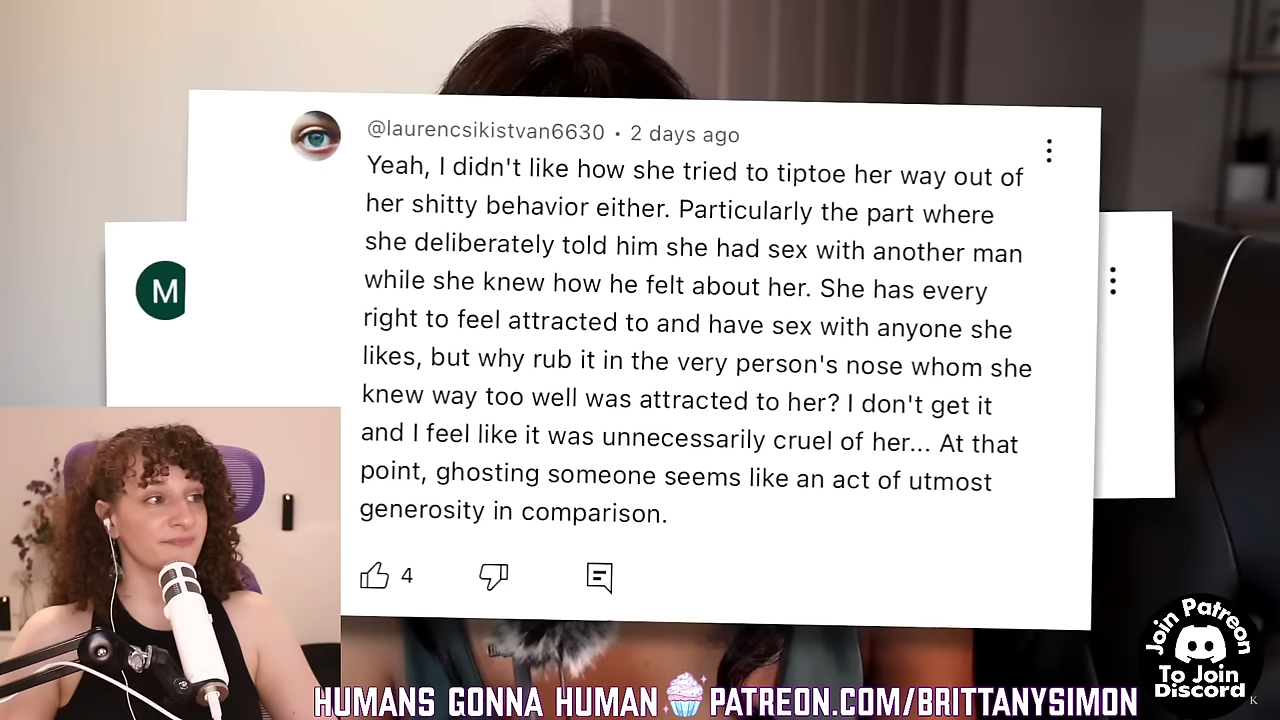 @laurencsikistvan6630 • 2 days ago
Yeah, I didn't like how she tried to tiptoe her way out of
her shitty behavior either. Particularly the part where
she deliberately told him she had sex with another man
while she knew how he felt about her. She has every
right to feel attracted to and have sex with anyone she
likes, but why rub it in the very person's nose whom she
knew way too well was attracted to her? I don't get it
and I feel like it was unnecessarily cruel of her... At that
point, ghosting someone seems like an act of utmost
generosity in comparison.
4
M
Join Patreon
To Join
Discord
K
HUMANS GONNA HUMAN PATREON.COM/BRITTANYSIMON